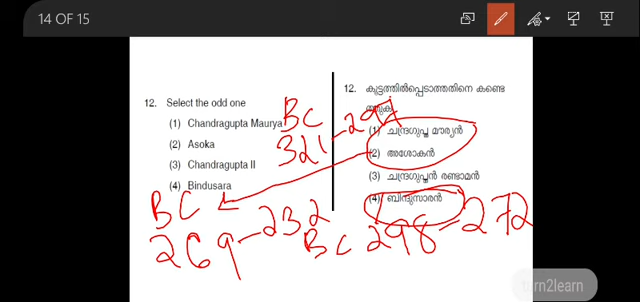 14 OF 15
12. Select the odd one
(1) Chandragupta Maurya
(2) Asoka
(3) Chandragupta II
(4) Bindusara
12. കൂട്ടത്തിൽപ്പെടാത്തതിനെ കണ്ടെ
ത്തുക
(1) ചന്ദ്രഗുപ്ത മൗര്യൻ
(2) അശോകൻ
(3) ചന്ദ്രഗുപ്തൻ രണ്ടാമൻ
(4) ബിന്ദുസാരൻ
BC
321-297
BC
269-232
BC 298-272
turn2learn